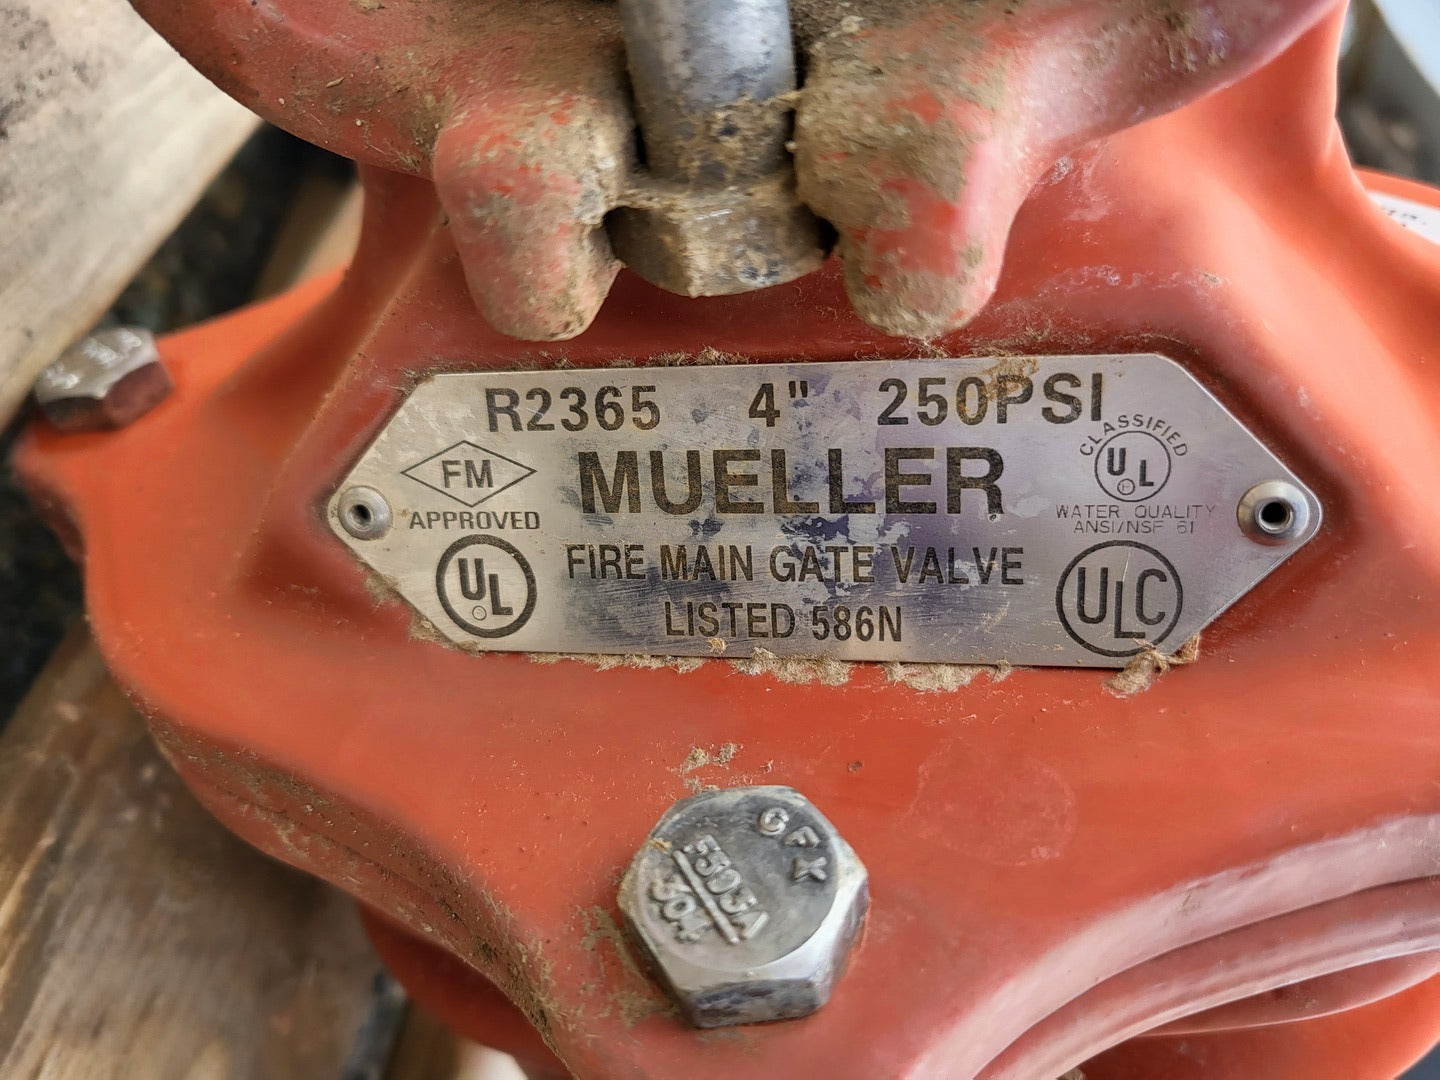 R2365 4" 250PSI
FM
APPROVED
MUELLER
CLASSIFIED
UL
WATER QUALITY
ANSI/NSF 61
UL
FIRE MAIN GATE VALVE
LISTED 586N
ULC
CFX
F593A
304